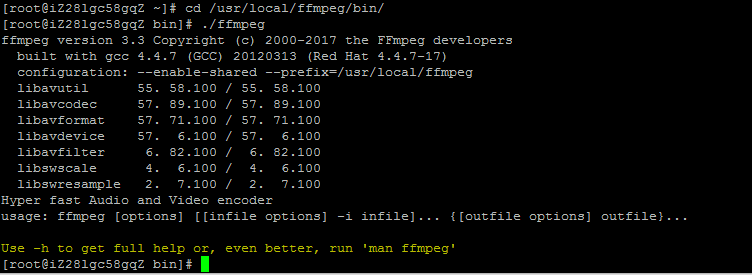 [root@iZ28lgc58gqZ ~]# cd /usr/local/ffmpeg/bin/
[root@iZ28lgc58gqZ bin]# ./ffmpeg
ffmpeg version 3.3 Copyright (c) 2000-2017 the FFmpeg developers
  built with gcc 4.4.7 (GCC) 20120313 (Red Hat 4.4.7-17)
  configuration: --enable-shared --prefix=/usr/local/ffmpeg
  libavutil      55. 58.100 / 55. 58.100
  libavcodec     57. 89.100 / 57. 89.100
  libavformat    57. 71.100 / 57. 71.100
  libavdevice    57.  6.100 / 57.  6.100
  libavfilter     6. 82.100 /  6. 82.100
  libswscale      4.  6.100 /  4.  6.100
  libswresample   2.  7.100 /  2.  7.100
Hyper fast Audio and Video encoder
usage: ffmpeg [options] [[infile options] -i infile]... {[outfile options] outfile}...
Use -h to get full help or, even better, run 'man ffmpeg'
[root@iZ28lgc58gqZ bin]#